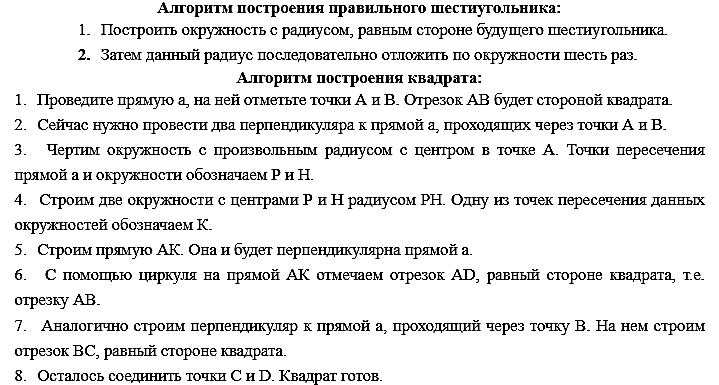 Алгоритм построения правильного шестиугольника:
1. Построить окружность с радиусом, равным стороне будущего шестиугольника.
2. Затем данный радиус последовательно отложить по окружности шесть раз.
Алгоритм построения квадрата:
1. Проведите прямую а, на ней отметьте точки А и В. Отрезок АВ будет стороной квадрата.
2. Сейчас нужно провести два перпендикуляра к прямой а, проходящих через точки А и В.
3. Чертим окружность с произвольным радиусом с центром в точке А. Точки пересечения
прямой а и окружности обозначаем Р и Н.
4. Строим две окружности с центрами Р и Н радиусом РН. Одну из точек пересечения данных
окружностей обозначаем К.
5. Строим прямую АК. Она и будет перпендикулярна прямой а.
6. С помощью циркуля на прямой АК отмечаем отрезок AD, равный стороне квадрата, т.е.
отрезку АВ.
7. Аналогично строим перпендикуляр к прямой а, проходящий через точку В. На нем строим
отрезок ВС, равный стороне квадрата.
8. Осталось соединить точки С и D. Квадрат готов.